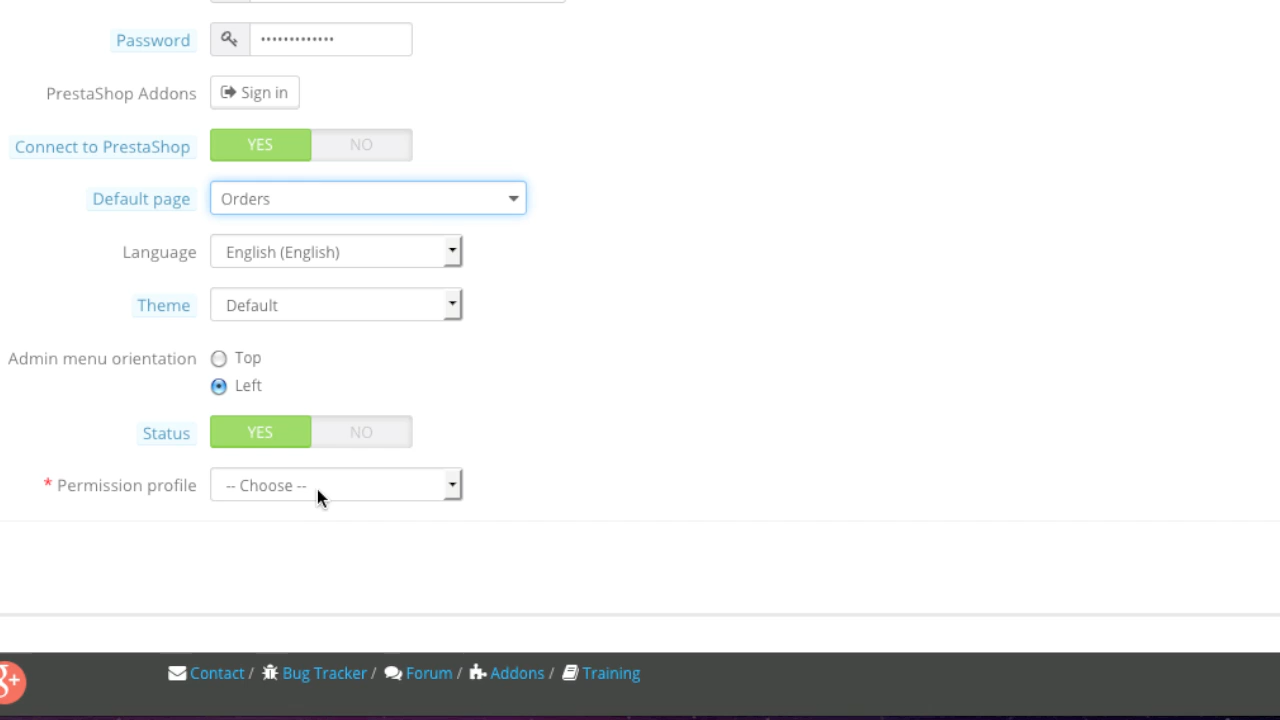 Password •••••••••••••
PrestaShop Addons Sign in
Connect to PrestaShop YES NO
Default page Orders
Language English (English)
Theme Default
Admin menu orientation Top
Left
Status YES NO
* Permission profile -- Choose --
g+ Contact / Bug Tracker / Forum / Addons / Training